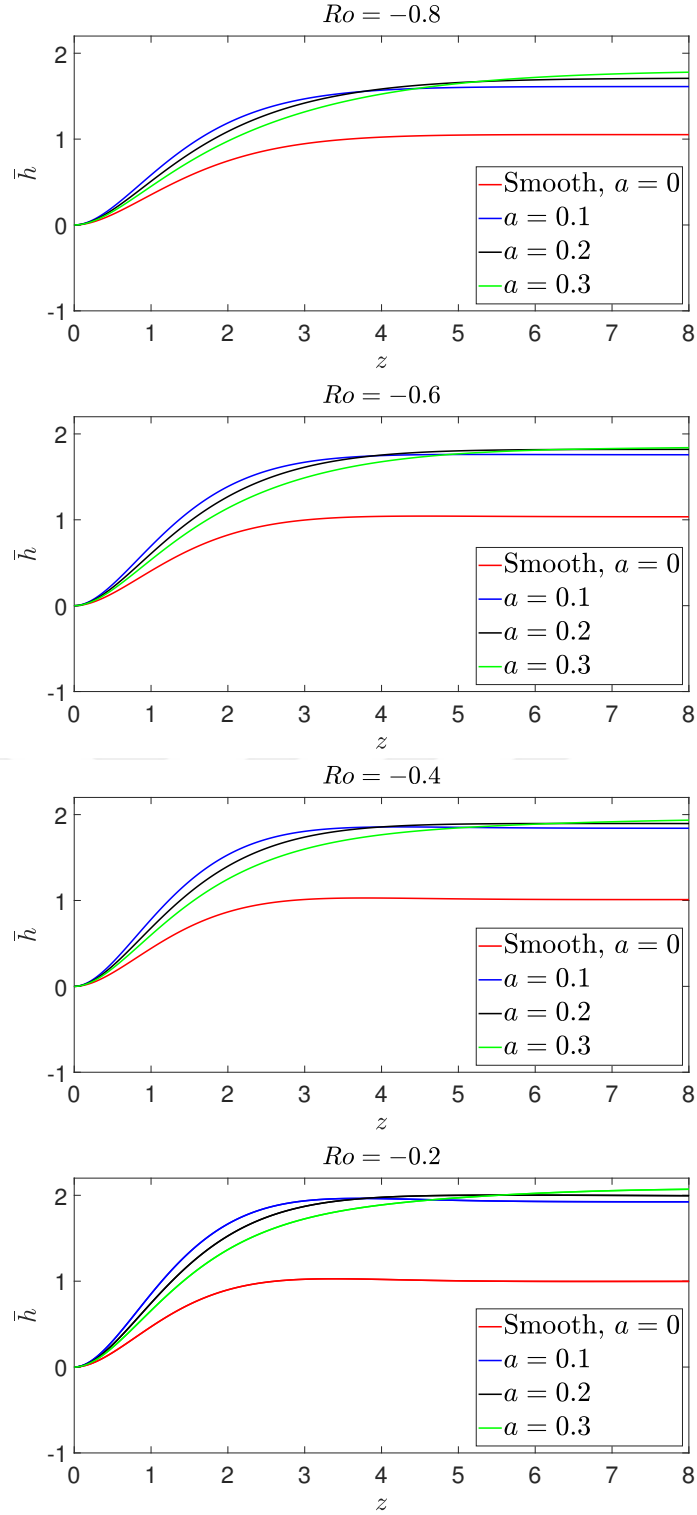 Ro = −0.8
2
1
0
-1
h̄
0 1 2 3 4 5 6 7 8
z
Smooth, a = 0
a = 0.1
a = 0.2
a = 0.3
Ro = −0.6
2
1
0
-1
h̄
0 1 2 3 4 5 6 7 8
z
Smooth, a = 0
a = 0.1
a = 0.2
a = 0.3
Ro = −0.4
2
1
0
-1
h̄
0 1 2 3 4 5 6 7 8
z
Smooth, a = 0
a = 0.1
a = 0.2
a = 0.3
Ro = −0.2
2
1
0
-1
h̄
0 1 2 3 4 5 6 7 8
z
Smooth, a = 0
a = 0.1
a = 0.2
a = 0.3